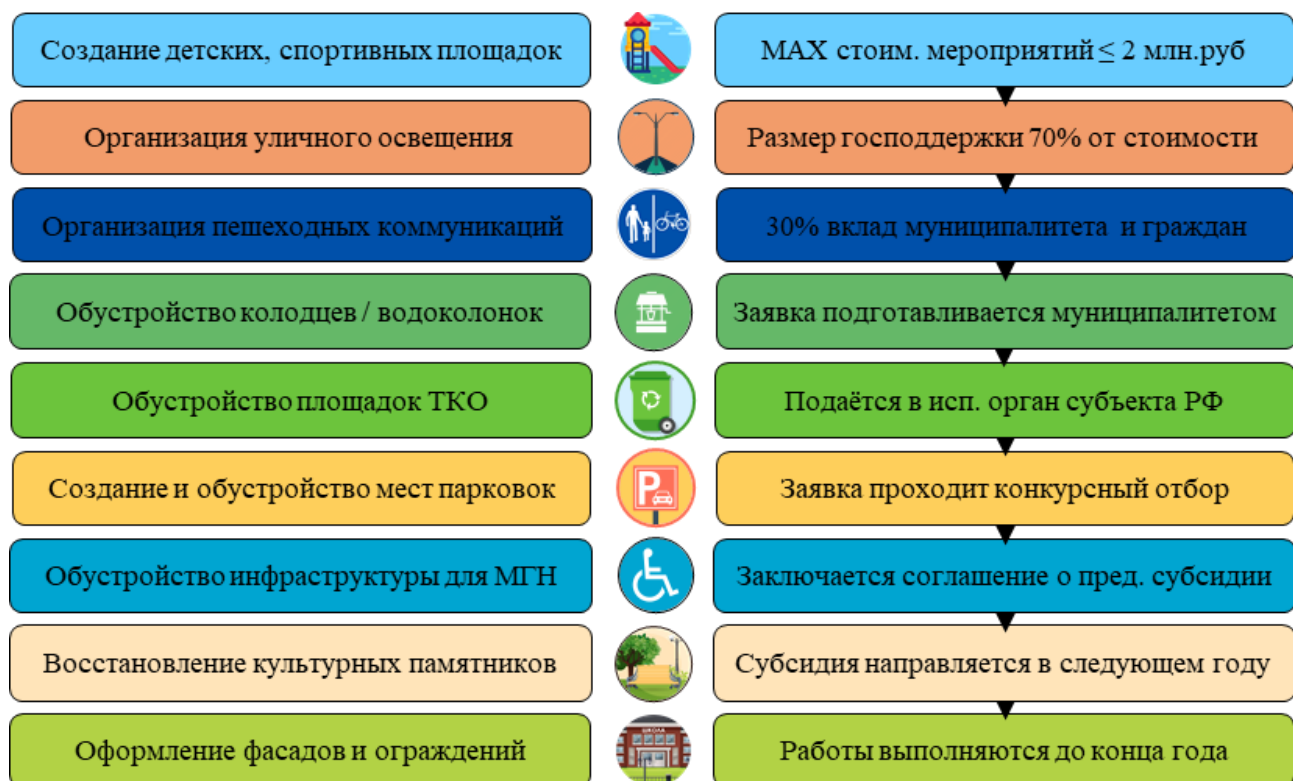 Создание детских, спортивных площадок
MAX стоим. мероприятий ≤ 2 млн.руб
Организация уличного освещения
Размер господдержки 70% от стоимости
Организация пешеходных коммуникаций
30% вклад муниципалитета и граждан
Обустройство колодцев / водоколонок
Заявка подготавливается муниципалитетом
Обустройство площадок ТКО
Подаётся в исп. орган субъекта РФ
Создание и обустройство мест парковок
P
Заявка проходит конкурсный отбор
Обустройство инфраструктуры для МГН
Заключается соглашение о пред. субсидии
Восстановление культурных памятников
Субсидия направляется в следующем году
Оформление фасадов и ограждений
ШКОЛА
Работы выполняются до конца года